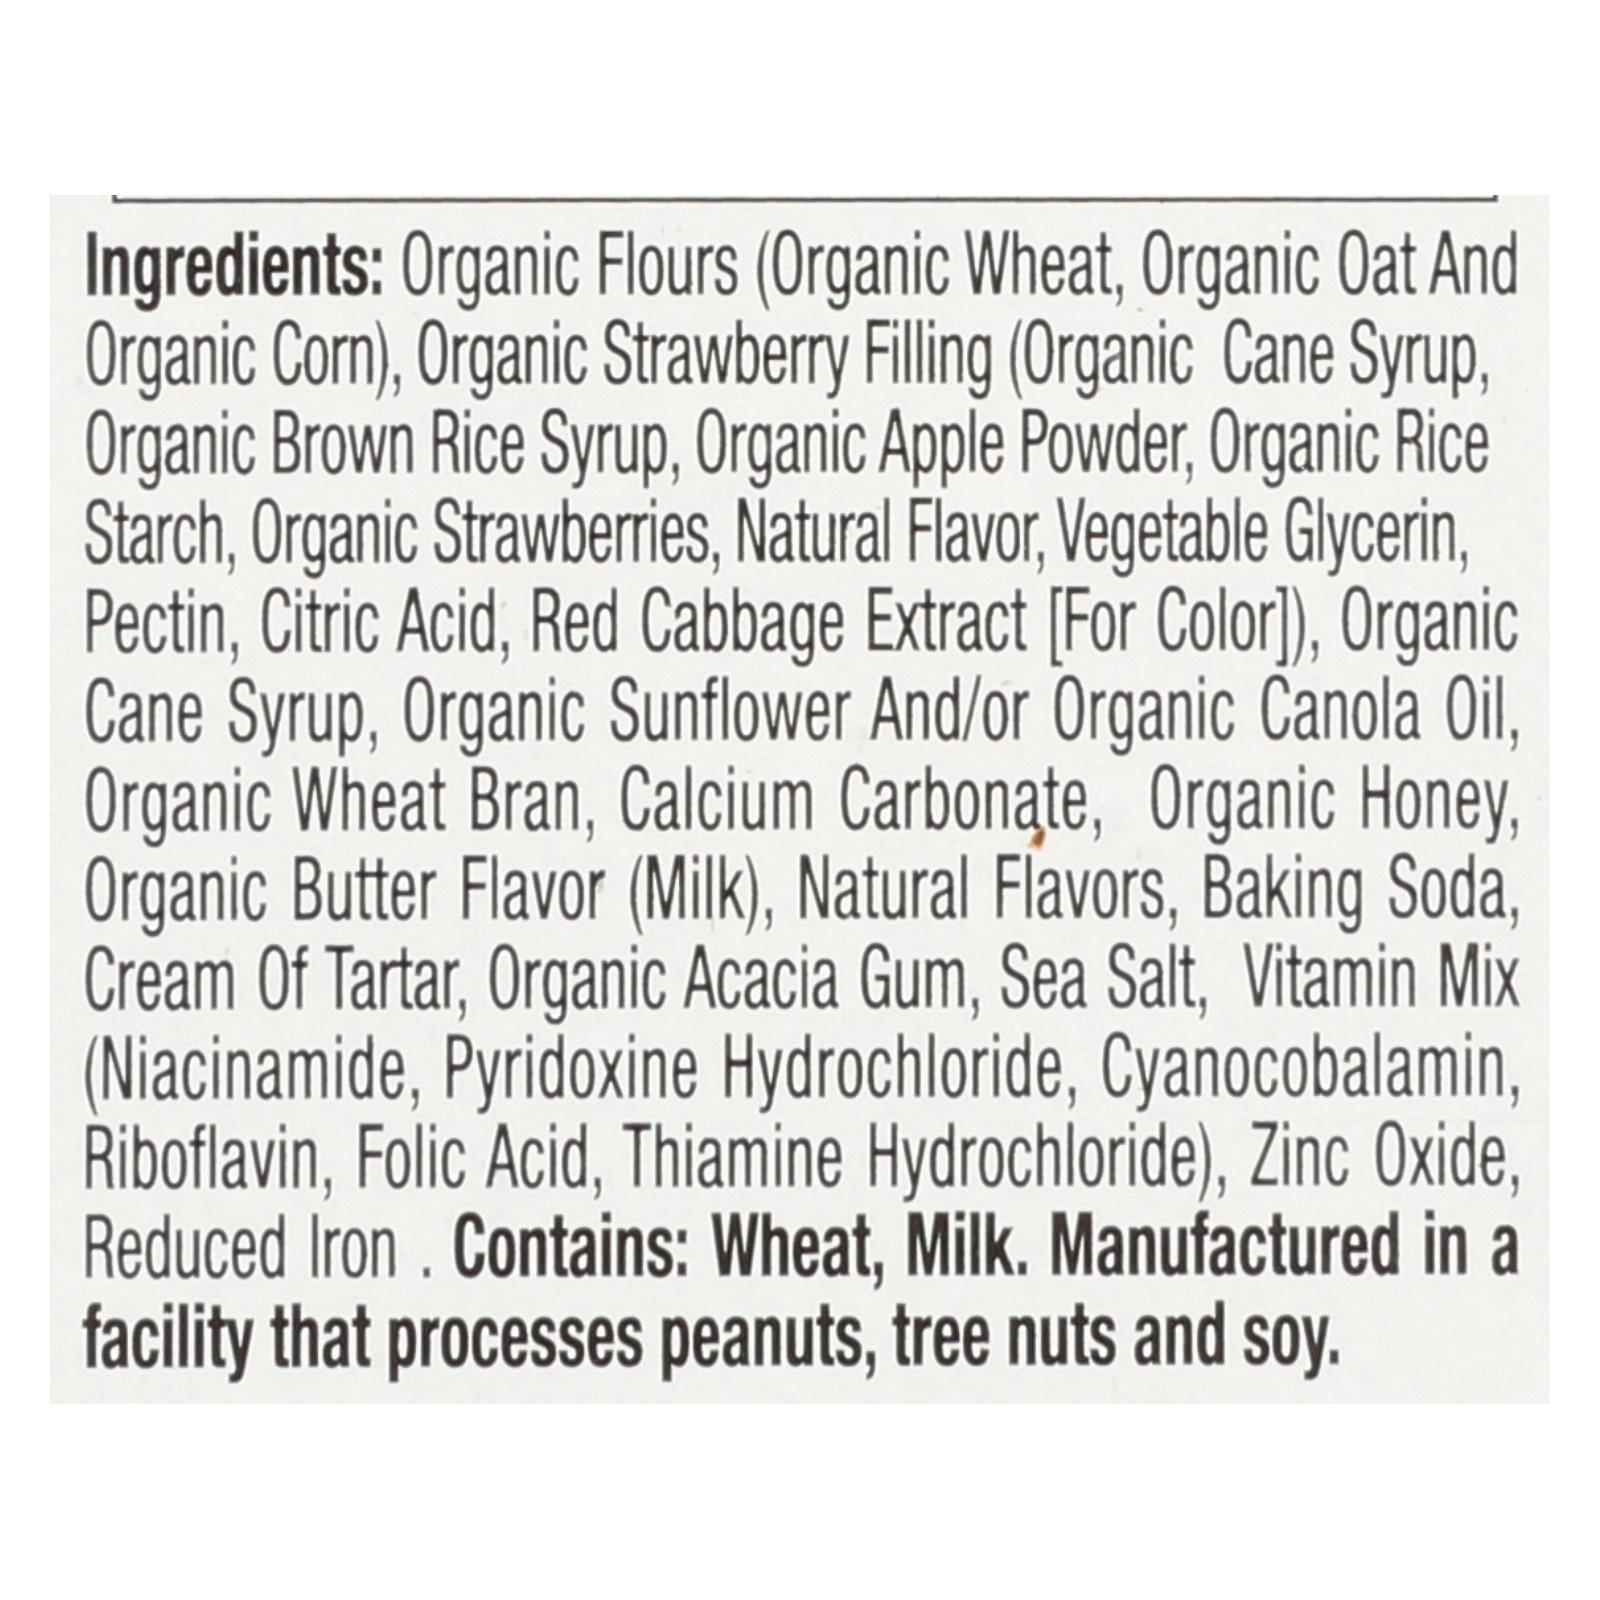 Ingredients: Organic Flours (Organic Wheat, Organic Oat And
Organic Corn), Organic Strawberry Filling (Organic Cane Syrup,
Organic Brown Rice Syrup, Organic Apple Powder, Organic Rice
Starch, Organic Strawberries, Natural Flavor, Vegetable Glycerin,
Pectin, Citric Acid, Red Cabbage Extract [For Color]), Organic
Cane Syrup, Organic Sunflower And/or Organic Canola Oil,
Organic Wheat Bran, Calcium Carbonate, Organic Honey,
Organic Butter Flavor (Milk), Natural Flavors, Baking Soda,
Cream Of Tartar, Organic Acacia Gum, Sea Salt, Vitamin Mix
(Niacinamide, Pyridoxine Hydrochloride, Cyanocobalamin,
Riboflavin, Folic Acid, Thiamine Hydrochloride), Zinc Oxide,
Reduced Iron . Contains: Wheat, Milk. Manufactured in a
facility that processes peanuts, tree nuts and soy.